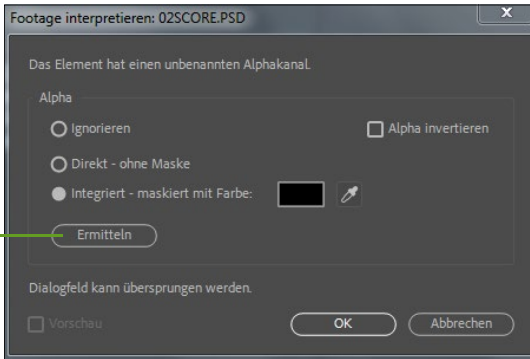 Footage interpretieren: 02SCORE.PSD
x
Das Element hat einen unbenannten Alphakanal.
Alpha
Ignorieren
Alpha invertieren
Direkt - ohne Maske
Integriert - maskiert mit Farbe:
Ermitteln
Dialogfeld kann übersprungen werden.
Vorschau
OK
Abbrechen